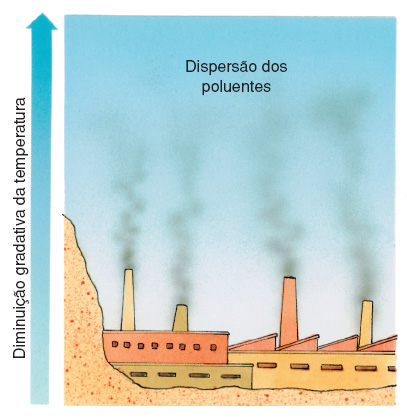 Dispersão dos
poluentes
Diminuição gradativa da temperatura